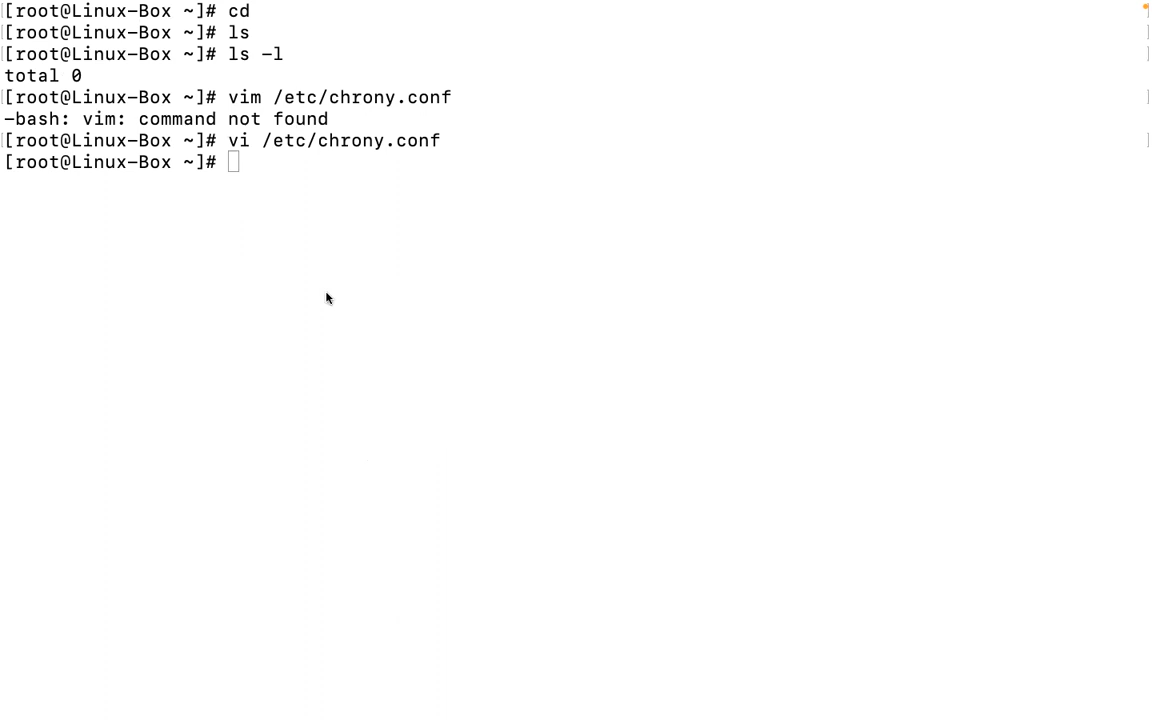 [root@Linux-Box ~]# cd
[root@Linux-Box ~]# ls
[root@Linux-Box ~]# ls -l
total 0
[root@Linux-Box ~]# vim /etc/chrony.conf
-bash: vim: command not found
[root@Linux-Box ~]# vi /etc/chrony.conf
[root@Linux-Box ~]#